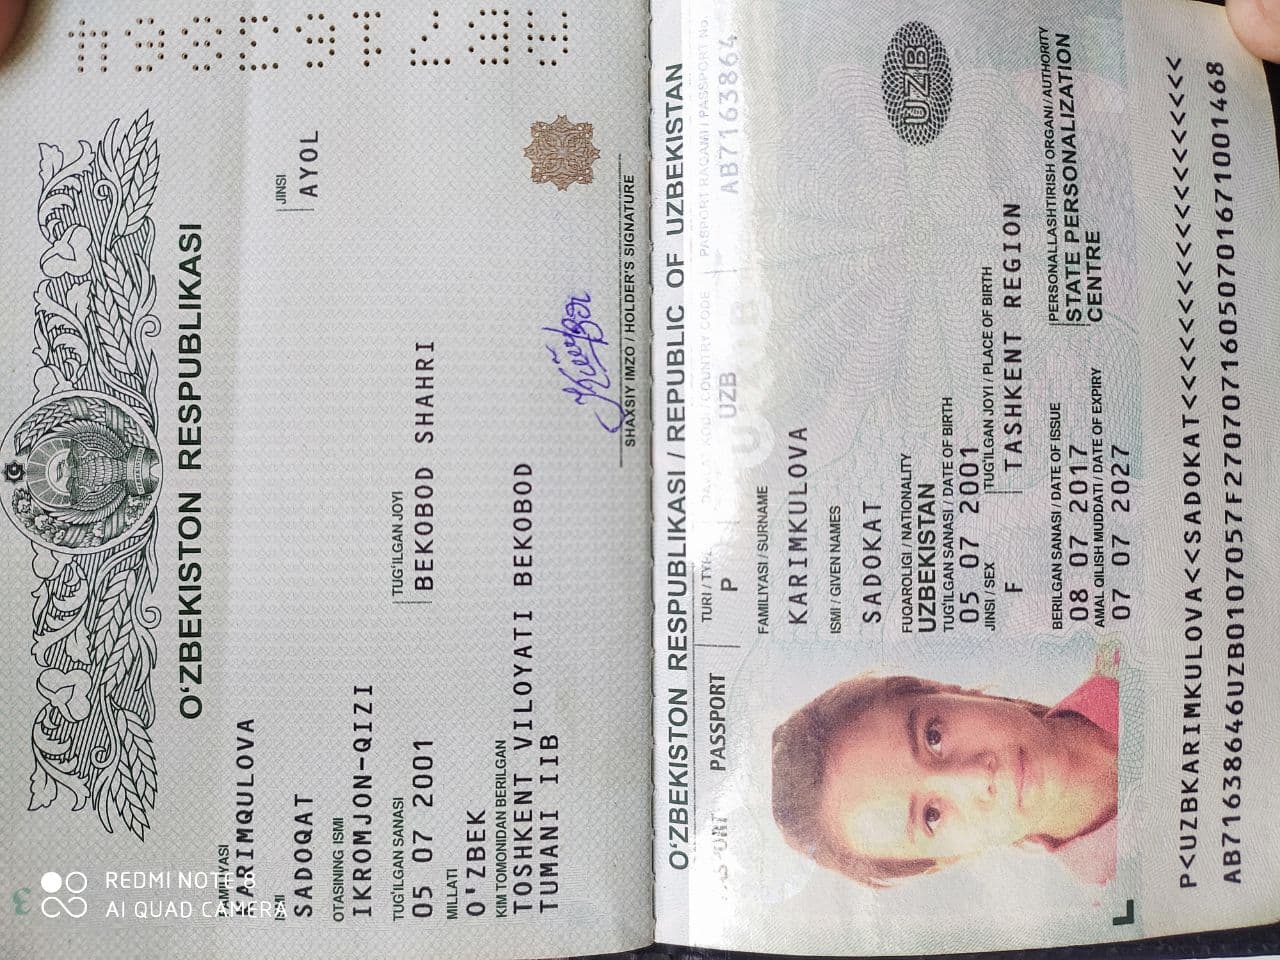 O‘ZBEKISTON RESPUBLIKASI
FAMILIYASI
KARIMQULOVA
ISMI
SADOQAT
JINSI
AYOL
OTASINING ISMI
IKROMJON-QIZI
TUG‘ILGAN SANASI
05 07 2001
TUG‘ILGAN JOYI
BEKOBOD SHAHRI
MILLATI
O'ZBEK
KIM TOMONIDAN BERILGAN
TOSHKENT VILOYATI BEKOBOD
TUMANI IIB
SHAXSIY IMZO / HOLDER'S SIGNATURE
REDMI NOTE 8
AI QUAD CAMERA
O‘ZBEKISTON RESPUBLIKASI / REPUBLIC OF UZBEKISTAN
PASSPORT
TURI / TYPE
P
DAVLAT KODI / COUNTRY CODE
UZB
PASPORT RAQAMI / PASSPORT No.
AB7163864
FAMILIYASI / SURNAME
KARIMKULOVA
ISMI / GIVEN NAMES
SADOKAT
FUQAROLIGI / NATIONALITY
UZBEKISTAN
UZB
TUG‘ILGAN SANASI / DATE OF BIRTH
05 07 2001
JINSI / SEX
F
TUG‘ILGAN JOYI / PLACE OF BIRTH
TASHKENT REGION
BERILGAN SANASI / DATE OF ISSUE
08 07 2017
AMAL QILISH MUDDATI / DATE OF EXPIRY
07 07 2027
PERSONALLASHTIRISH ORGANI / AUTHORITY
STATE PERSONALIZATION
CENTRE
P<UZBKARIMKULOVA<<SADOKAT<<<<<<<<<<<<<<<<<<<
AB71638646UZB0107057F27070716050701671001468